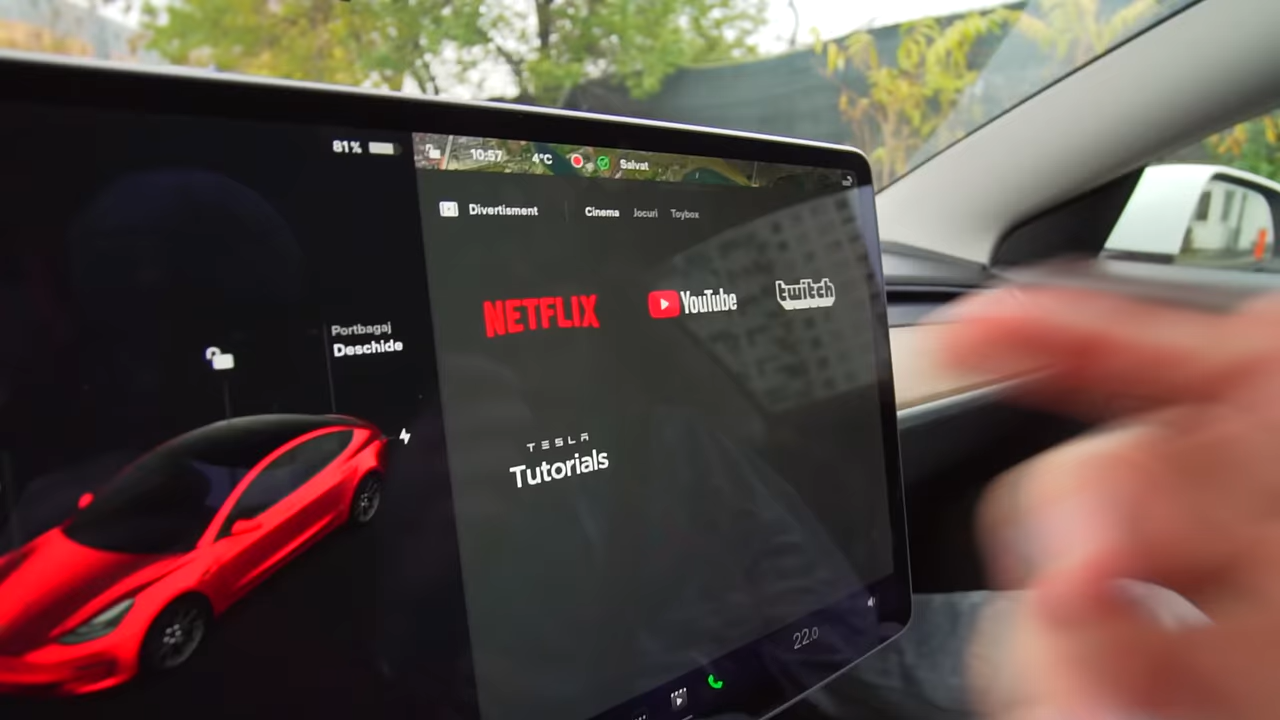 81%
10:57 4°C Salvat
Divertisment Cinema Jocuri Toybox
NETFLIX YouTube twitch
Portbagaj
Deschide
TESLA
Tutorials
22.0